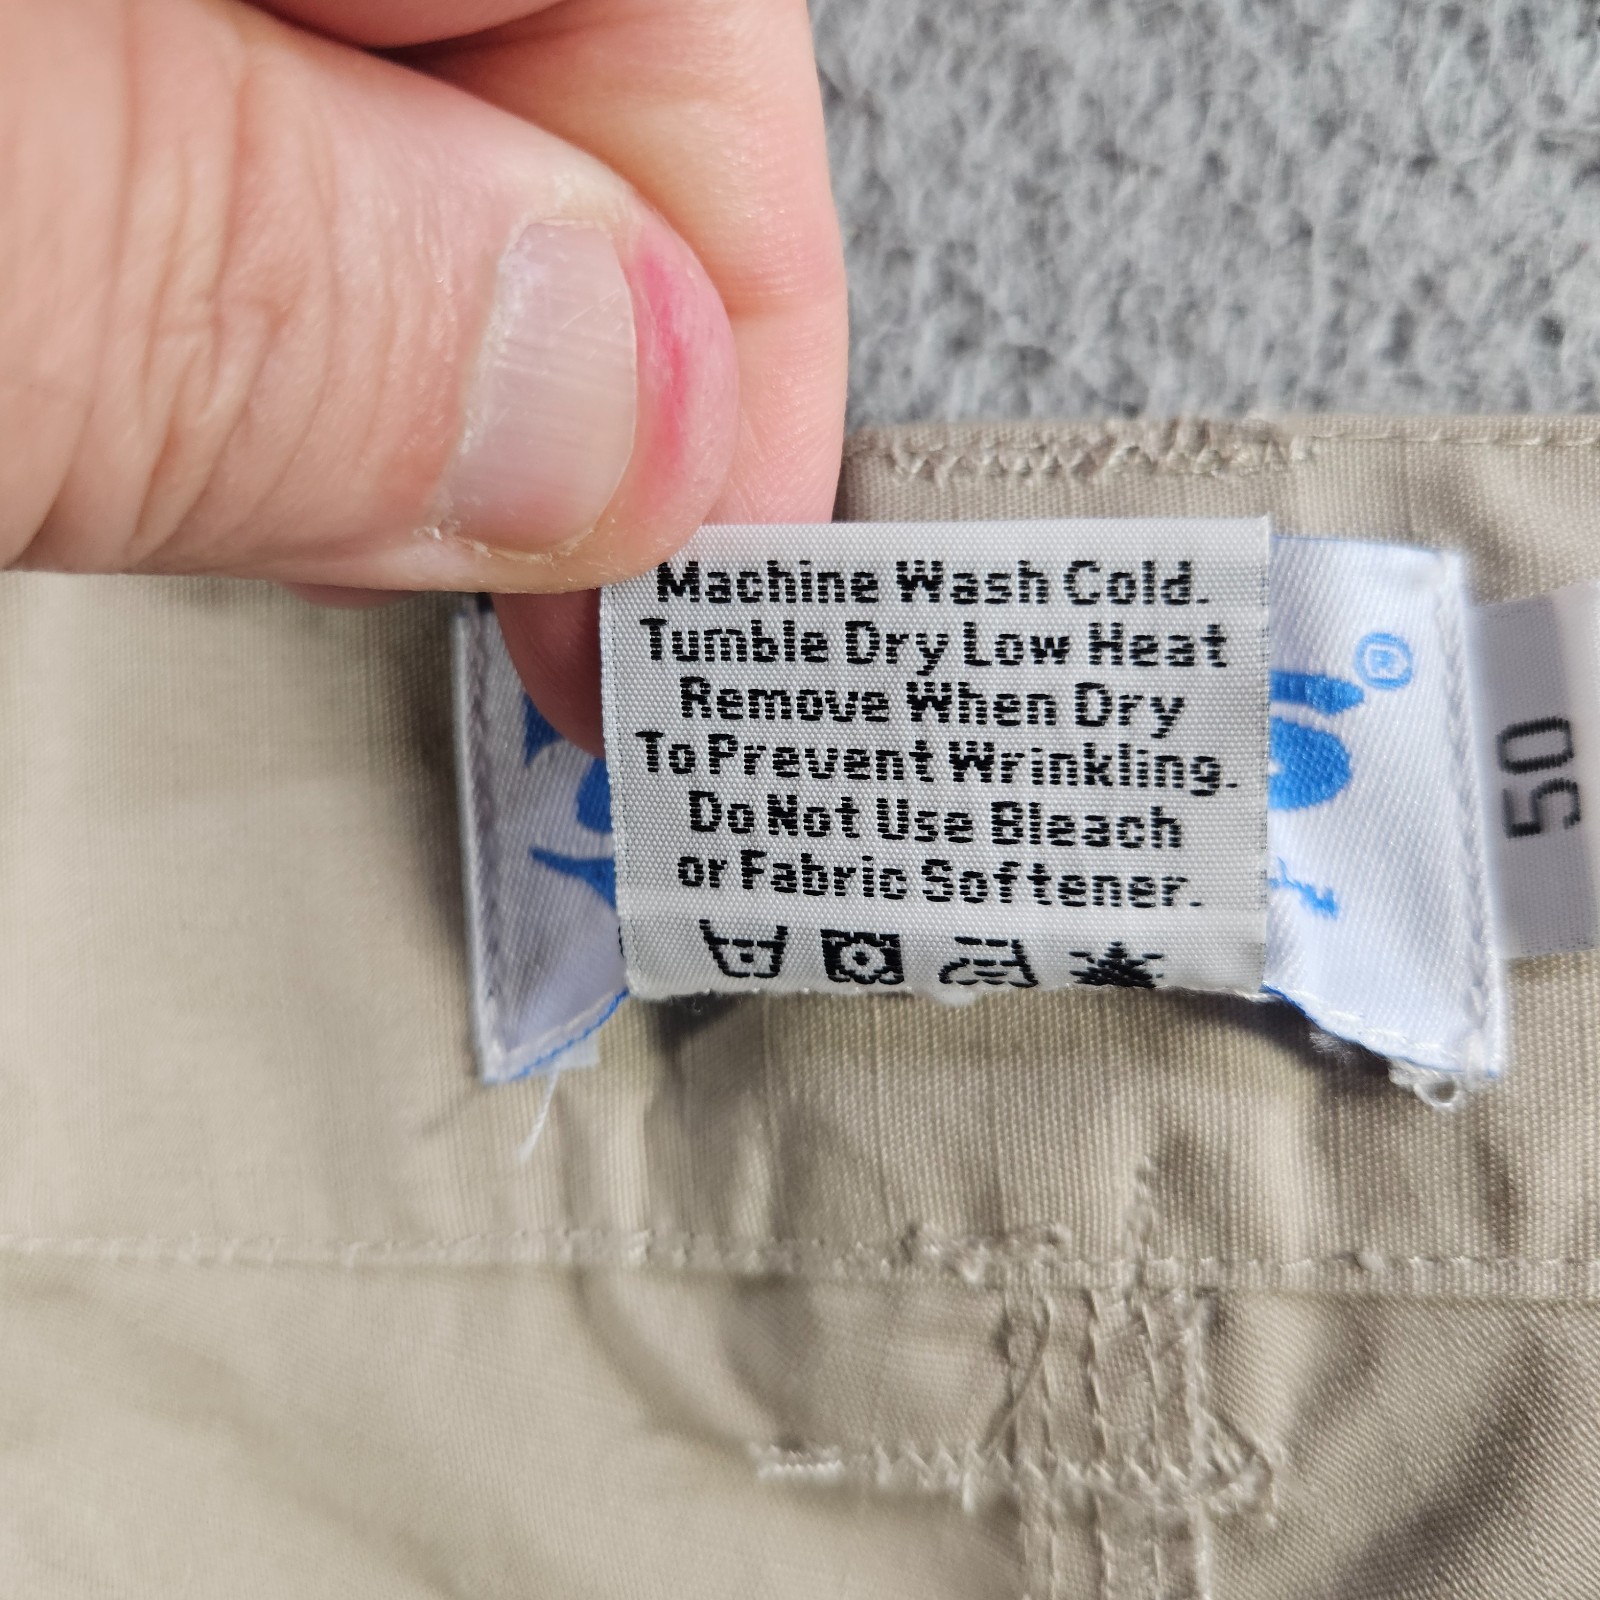 Machine Wash Cold.
Tumble Dry Low Heat
Remove When Dry
To Prevent Wrinkling.
Do Not Use Bleach
or Fabric Softener.
®
50